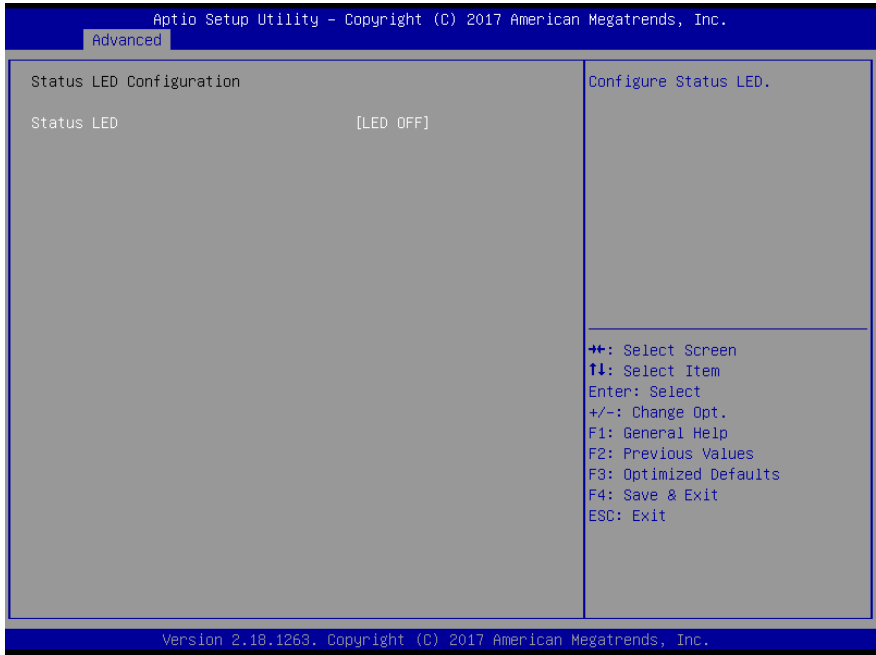 Aptio Setup Utility – Copyright (C) 2017 American Megatrends, Inc.
Advanced
Status LED Configuration
Status LED [LED OFF]
Configure Status LED.
→←: Select Screen
↑↓: Select Item
Enter: Select
+/-: Change Opt.
F1: General Help
F2: Previous Values
F3: Optimized Defaults
F4: Save & Exit
ESC: Exit
Version 2.18.1263. Copyright (C) 2017 American Megatrends, Inc.